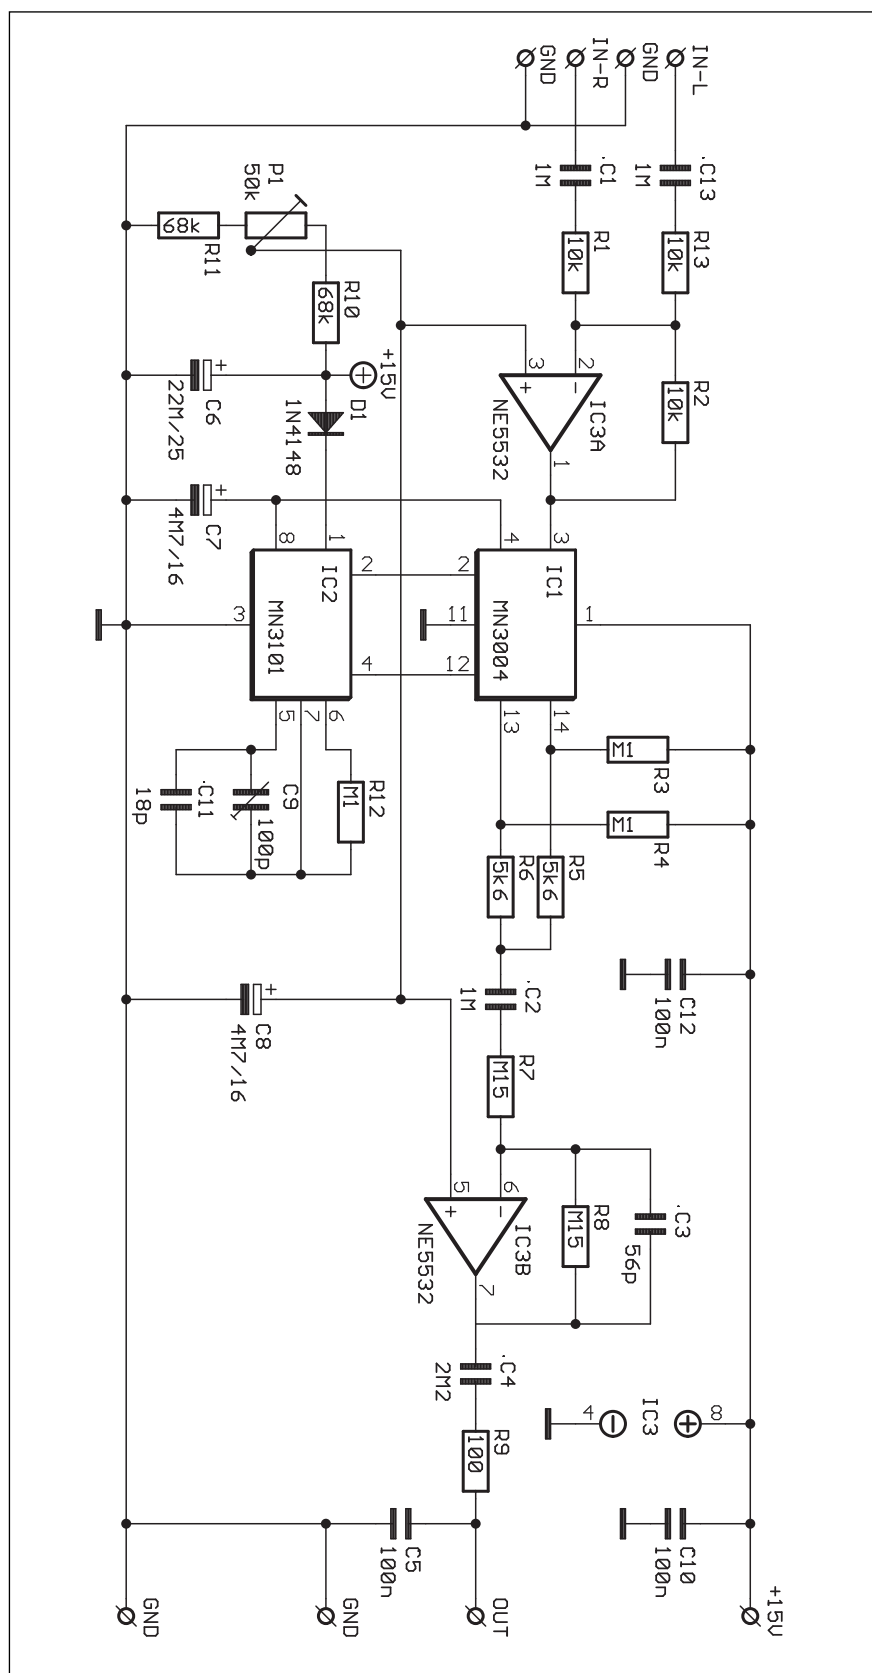 IN-L
GND
IN-R
GND
.C13
1M
.C1
1M
R13
10k
R1
10k
R2
10k
2
3
−
+
1
IC3A
NE5532
P1
50k
R11
68k
R10
68k
+15V
D1
1N4148
+
C6
22M/25
+
C7
4M7/16
IC2
MN3101
1
8
2
4
3
5
7
6
IC1
MN3004
3
4
2
11
12
1
13
14
R3
M1
R4
M1
R5
5k6
R6
5k6
R12
M1
C9
100p
.C11
18p
C12
100n
.C2
1M
R7
M15
+
C8
4M7/16
6
5
−
+
7
IC3B
NE5532
R8
M15
.C3
56p
.C4
2M2
R9
100
C5
100n
IC3
8
+
−
4
C10
100n
+15V
OUT
GND
GND